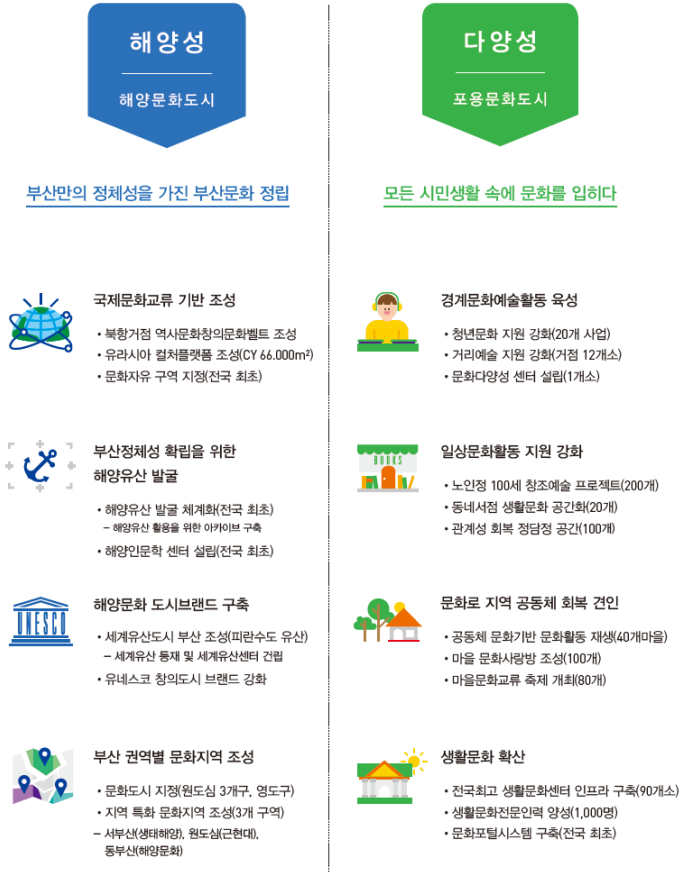 해양성
해양문화도시
부산만의 정체성을 가진 부산문화 정립
국제문화교류 기반 조성
• 북항거점 역사문화창의문화벨트 조성
• 유라시아 컬처플랫폼 조성(CY 66.000m²)
• 문화자유 구역 지정(전국 최초)
부산정체성 확립을 위한
해양유산 발굴
• 해양유산 발굴 체계화(전국 최초)
– 해양유산 활용을 위한 아카이브 구축
• 해양인문학 센터 설립(전국 최초)
UNESCO
해양문화 도시브랜드 구축
• 세계유산도시 부산 조성(피란수도 유산)
– 세계유산 등재 및 세계유산센터 건립
• 유네스코 창의도시 브랜드 강화
부산 권역별 문화지역 조성
• 문화도시 지정(원도심 3개구, 영도구)
• 지역 특화 문화지역 조성(3개 구역)
– 서부산(생태해양), 원도심(근현대),
동부산(해양문화)
다양성
포용문화도시
모든 시민생활 속에 문화를 입히다
경계문화예술활동 육성
• 청년문화 지원 강화(20개 사업)
• 거리예술 지원 강화(거점 12개소)
• 문화다양성 센터 설립(1개소)
BOOKS
일상문화활동 지원 강화
• 노인정 100세 창조예술 프로젝트(200개)
• 동네서점 생활문화 공간화(20개)
• 관계성 회복 정담정 공간(100개)
문화로 지역 공동체 회복 견인
• 공동체 문화기반 문화활동 재생(40개마을)
• 마을 문화사랑방 조성(100개)
• 마을문화교류 축제 개최(80개)
생활문화 확산
• 전국최고 생활문화센터 인프라 구축(90개소)
• 생활문화전문인력 양성(1,000명)
• 문화포털시스템 구축(전국 최초)